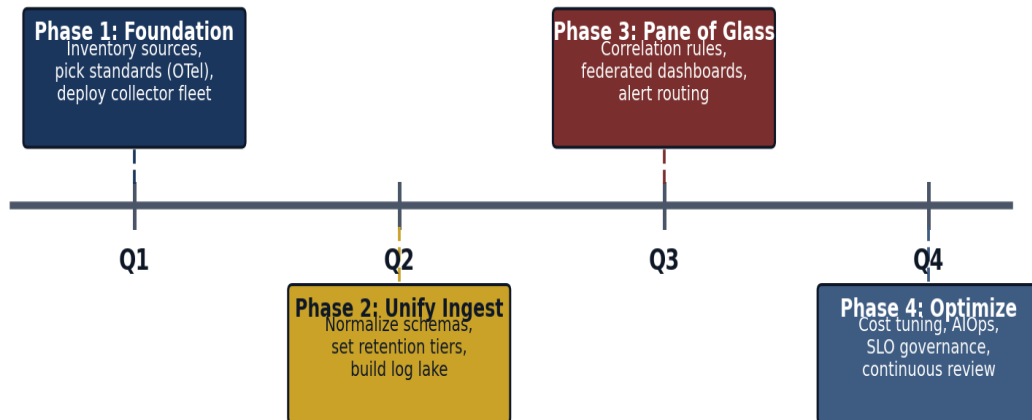 Phase 1: Foundation
Inventory sources,
pick standards (OTel),
deploy collector fleet
Phase 3: Pane of Glass
Correlation rules,
federated dashboards,
alert routing
Q1
Q2
Q3
Q4
Phase 2: Unify Ingest
Normalize schemas,
set retention tiers,
build log lake
Phase 4: Optimize
Cost tuning, AIOps,
SLO governance,
continuous review